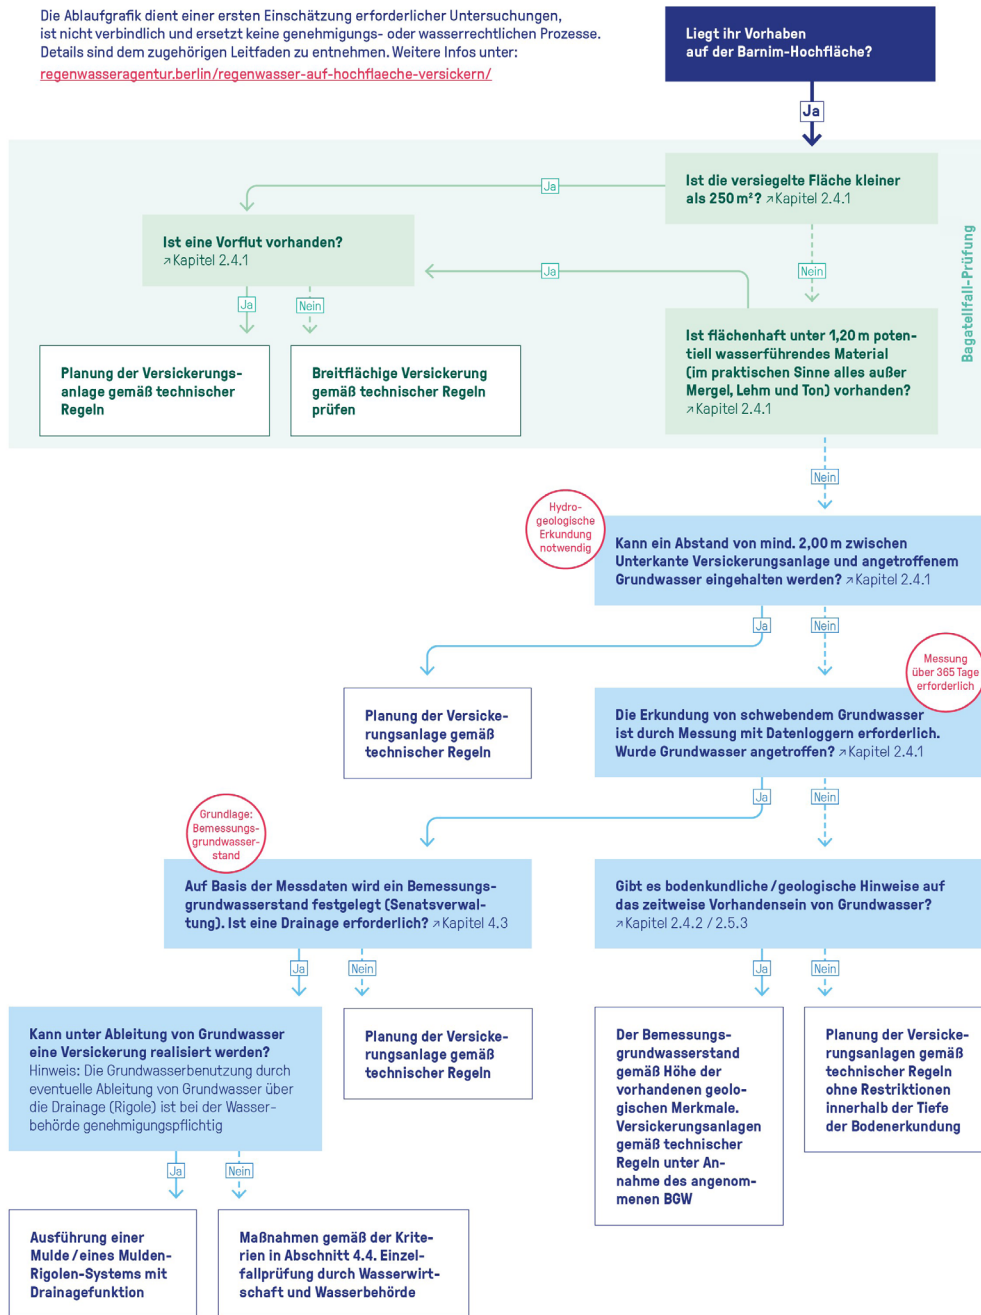 Die Ablaufgrafik dient einer ersten Einschätzung erforderlicher Untersuchungen,
ist nicht verbindlich und ersetzt keine genehmigungs- oder wasserrechtlichen Prozesse.
Details sind dem zugehörigen Leitfaden zu entnehmen. Weitere Infos unter:
regenwasseragentur.berlin/regenwasser-auf-hochflaeche-versickern/
Liegt ihr Vorhaben
auf der Barnim-Hochfläche?
Ja
Ist die versiegelte Fläche kleiner
als 250 m²? ↗Kapitel 2.4.1
Ja
Nein
Ist eine Vorflut vorhanden?
↗Kapitel 2.4.1
Ja
Nein
Planung der Versickerungs-
anlage gemäß technischer
Regeln
Breitflächige Versickerung
gemäß technischer Regeln
prüfen
Ist flächenhaft unter 1,20 m poten-
tiell wasserführendes Material
(im praktischen Sinne alles außer
Mergel, Lehm und Ton) vorhanden?
↗Kapitel 2.4.1
Ja
Nein
Bagatellfall-Prüfung
Hydro-
geologische
Erkundung
notwendig
Kann ein Abstand von mind. 2,00 m zwischen
Unterkante Versickerungsanlage und angetroffenem
Grundwasser eingehalten werden? ↗Kapitel 2.4.1
Ja
Nein
Planung der Versicke-
rungsanlage gemäß
technischer Regeln
Messung
über 365 Tage
erforderlich
Die Erkundung von schwebendem Grundwasser
ist durch Messung mit Datenloggern erforderlich.
Wurde Grundwasser angetroffen? ↗Kapitel 2.4.1
Ja
Nein
Grundlage:
Bemessungs-
grundwasser-
stand
Auf Basis der Messdaten wird ein Bemessungs-
grundwasserstand festgelegt (Senatsverwal-
tung). Ist eine Drainage erforderlich? ↗Kapitel 4.3
Ja
Nein
Gibt es bodenkundliche / geologische Hinweise auf
das zeitweise Vorhandensein von Grundwasser?
↗Kapitel 2.4.2 / 2.5.3
Ja
Nein
Kann unter Ableitung von Grundwasser
eine Versickerung realisiert werden?
Hinweis: Die Grundwasserbenutzung durch
eventuelle Ableitung von Grundwasser über
die Drainage (Rigole) ist bei der Wasser-
behörde genehmigungspflichtig
Ja
Nein
Planung der Versicke-
rungsanlage gemäß
technischer Regeln
Der Bemessungs-
grundwasserstand
gemäß Höhe der
vorhandenen geolo-
gischen Merkmale.
Versickerungsanlagen
gemäß technischer
Regeln unter An-
nahme des angenom-
menen BGW
Planung der Versicke-
rungsanlagen gemäß
technischer Regeln
ohne Restriktionen
innerhalb der Tiefe
der Bodenerkundung
Ausführung einer
Mulde / eines Mulden-
Rigolen-Systems mit
Drainagefunktion
Maßnahmen gemäß der Krite-
rien in Abschnitt 4.4. Einzel-
fallprüfung durch Wasserwirt-
schaft und Wasserbehörde